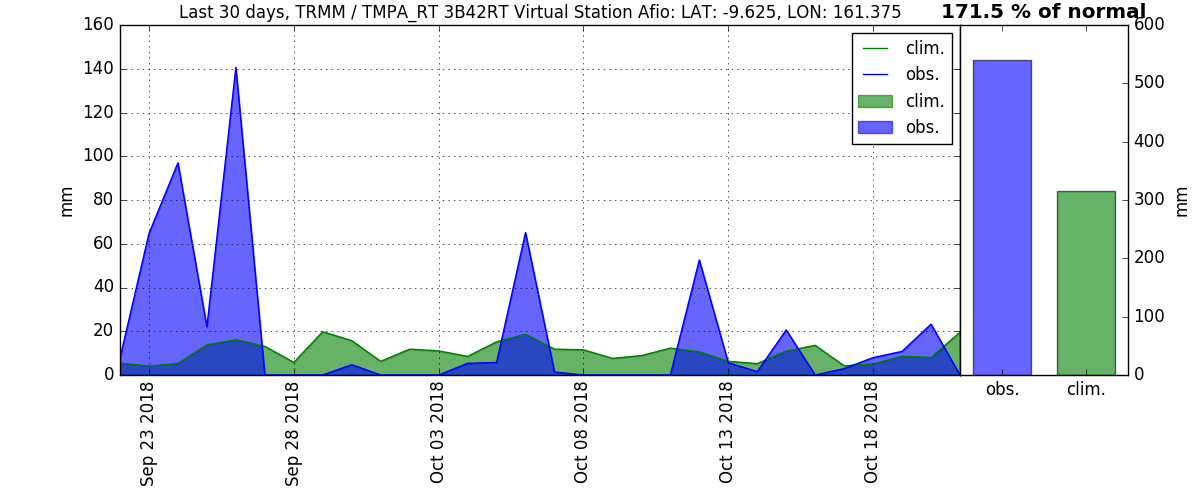 Last 30 days, TRMM / TMPA_RT 3B42RT Virtual Station Afio: LAT: -9.625, LON: 161.375
171.5 % of normal
160
140
120
100
80
60
40
20
0
mm
clim.
obs.
clim.
obs.
Sep 23 2018
Sep 28 2018
Oct 03 2018
Oct 08 2018
Oct 13 2018
Oct 18 2018
600
500
400
300
200
100
0
mm
obs.
clim.